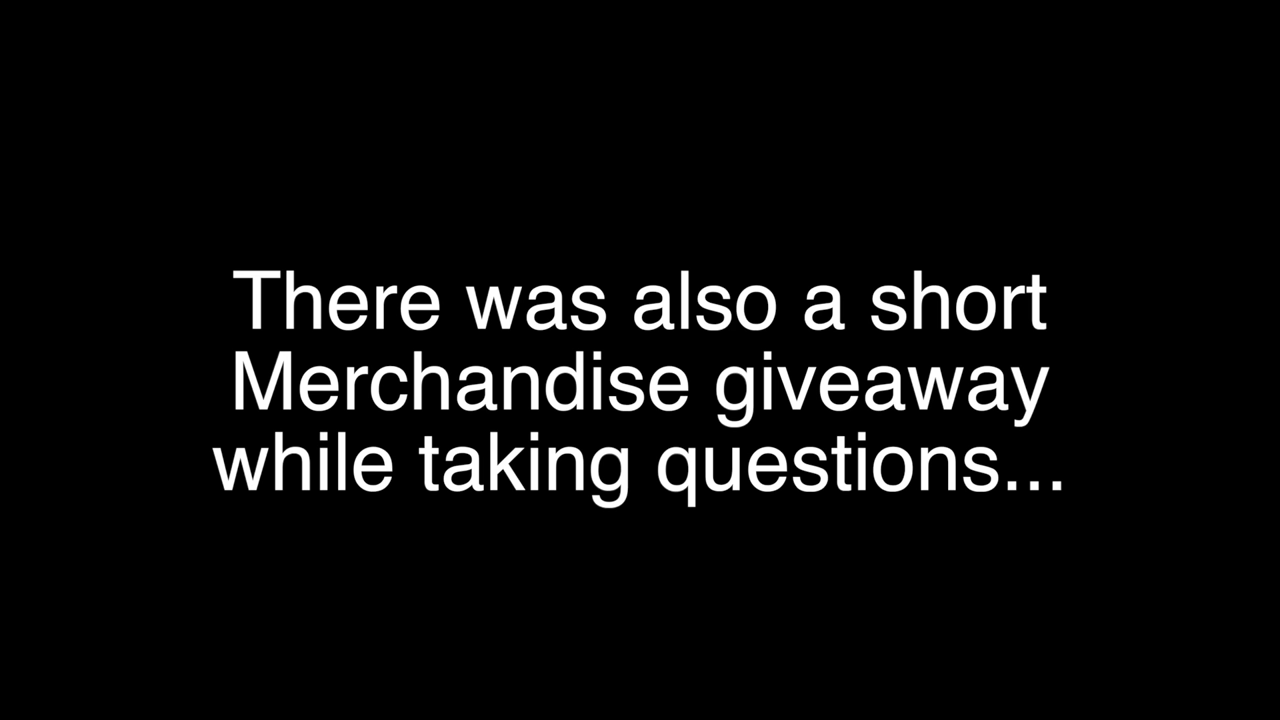 There was also a short
Merchandise giveaway
while taking questions...